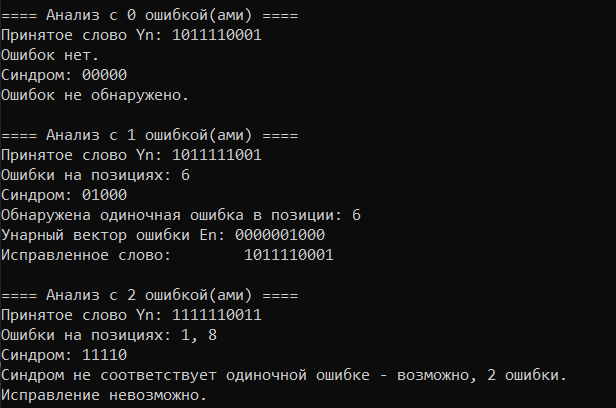 ==== Анализ с 0 ошибкой(ами) ====
Принятое слово Yn: 1011110001
Ошибок нет.
Синдром: 00000
Ошибок не обнаружено.

==== Анализ с 1 ошибкой(ами) ====
Принятое слово Yn: 1011111001
Ошибки на позициях: 6
Синдром: 01000
Обнаружена одиночная ошибка в позиции: 6
Унарный вектор ошибки En: 0000001000
Исправленное слово:        1011110001

==== Анализ с 2 ошибкой(ами) ====
Принятое слово Yn: 1111110011
Ошибки на позициях: 1, 8
Синдром: 11110
Синдром не соответствует одиночной ошибке - возможно, 2 ошибки.
Исправление невозможно.